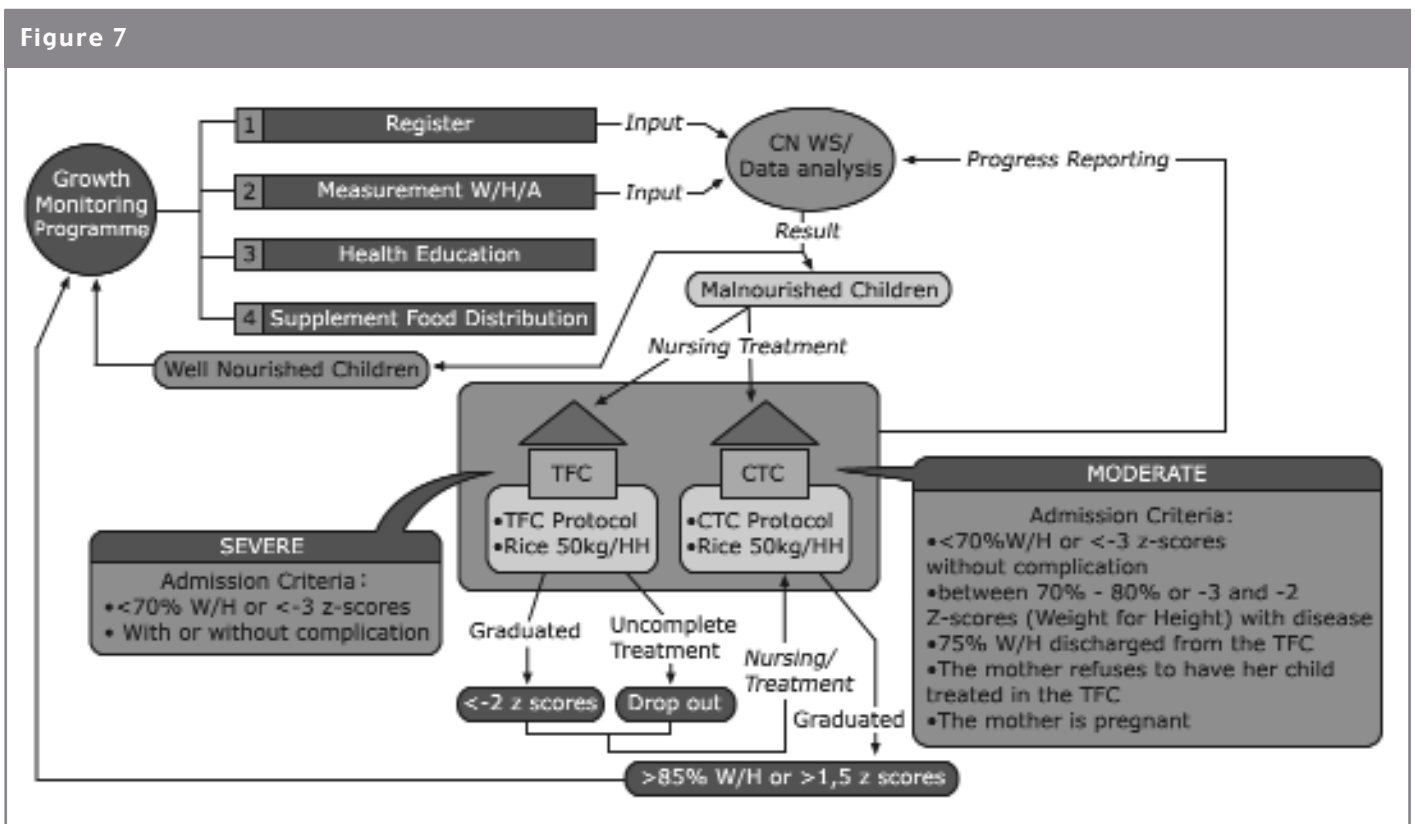 Figure 7
Growth
Monitoring
Programme
1 Register
2 Measurement W/H/A
3 Health Education
4 Supplement Food Distribution
Input
Input
CN WS/
Data analysis
Progress Reporting
Result
Malnourished Children
Nursing Treatment
Well Nourished Children
TFC
•TFC Protocol
•Rice 50kg/HH
CTC
•CTC Protocol
•Rice 50kg/HH
SEVERE
Admission Criteria:
•<70% W/H or <-3 z-scores
• With or without complication
MODERATE
Admission Criteria:
•<70%W/H or <-3 z-scores
without complication
•between 70% - 80% or -3 and -2
Z-scores (Weight for Height) with disease
•75% W/H discharged from the TFC
•The mother refuses to have her child
treated in the TFC
•The mother is pregnant
Graduated
Uncomplete
Treatment
Nursing/
Treatment
Graduated
<-2 z scores
Drop out
>85% W/H or >1,5 z scores